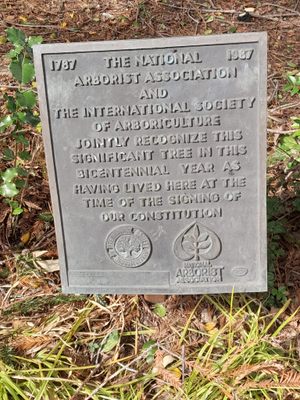 1787 THE NATIONAL 1987
ARBORIST ASSOCIATION
AND
THE INTERNATIONAL SOCIETY
OF ARBORICULTURE
JOINTLY RECOGNIZE THIS
SIGNIFICANT TREE IN THIS
BICENTENNIAL YEAR AS
HAVING LIVED HERE AT THE
TIME OF THE SIGNING OF
OUR CONSTITUTION
NATIONAL
ARBORIST
ASSOCIATION